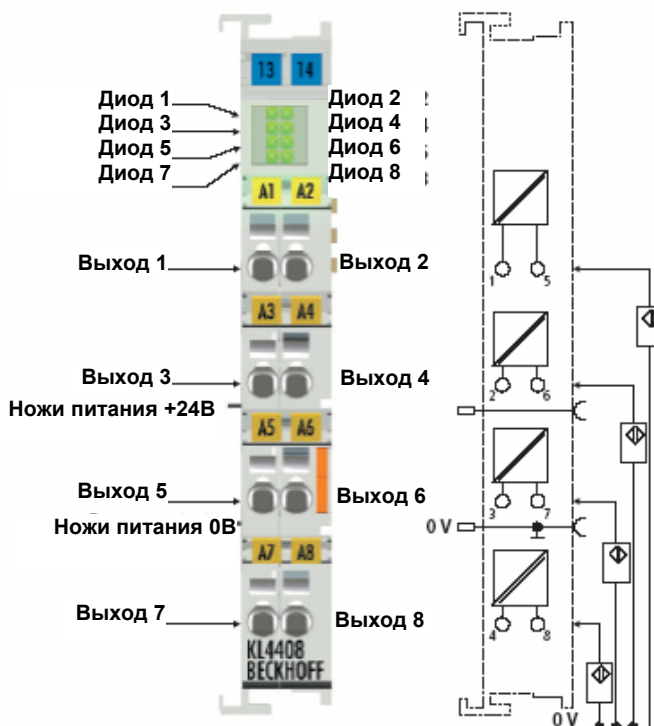 13 14
Диод 1 Диод 2
Диод 3 Диод 4
Диод 5 Диод 6
Диод 7 Диод 8
A1 A2
Выход 1 Выход 2
1 5
A3 A4
Выход 3 Выход 4
2 6
Ножи питания +24В
A5 A6
Выход 5 Выход 6
3 7
Ножи питания 0В
0 V
A7 A8
Выход 7 Выход 8
4 8
KL4408
BECKHOFF
0 V